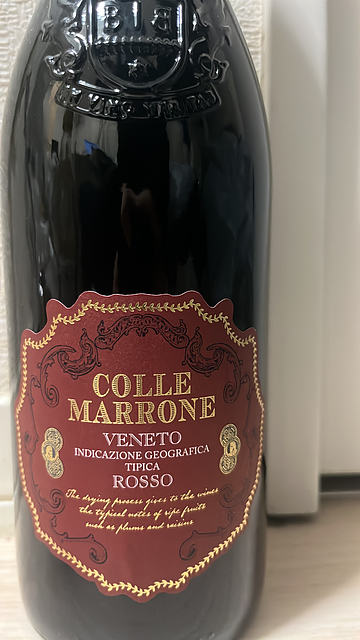 COLLE
MARRONE
VENETO
INDICAZIONE GEOGRAFICA
TIPICA
ROSSO
The drying process gives to the wines
the typical notes of ripe fruits
such as plums and raisins